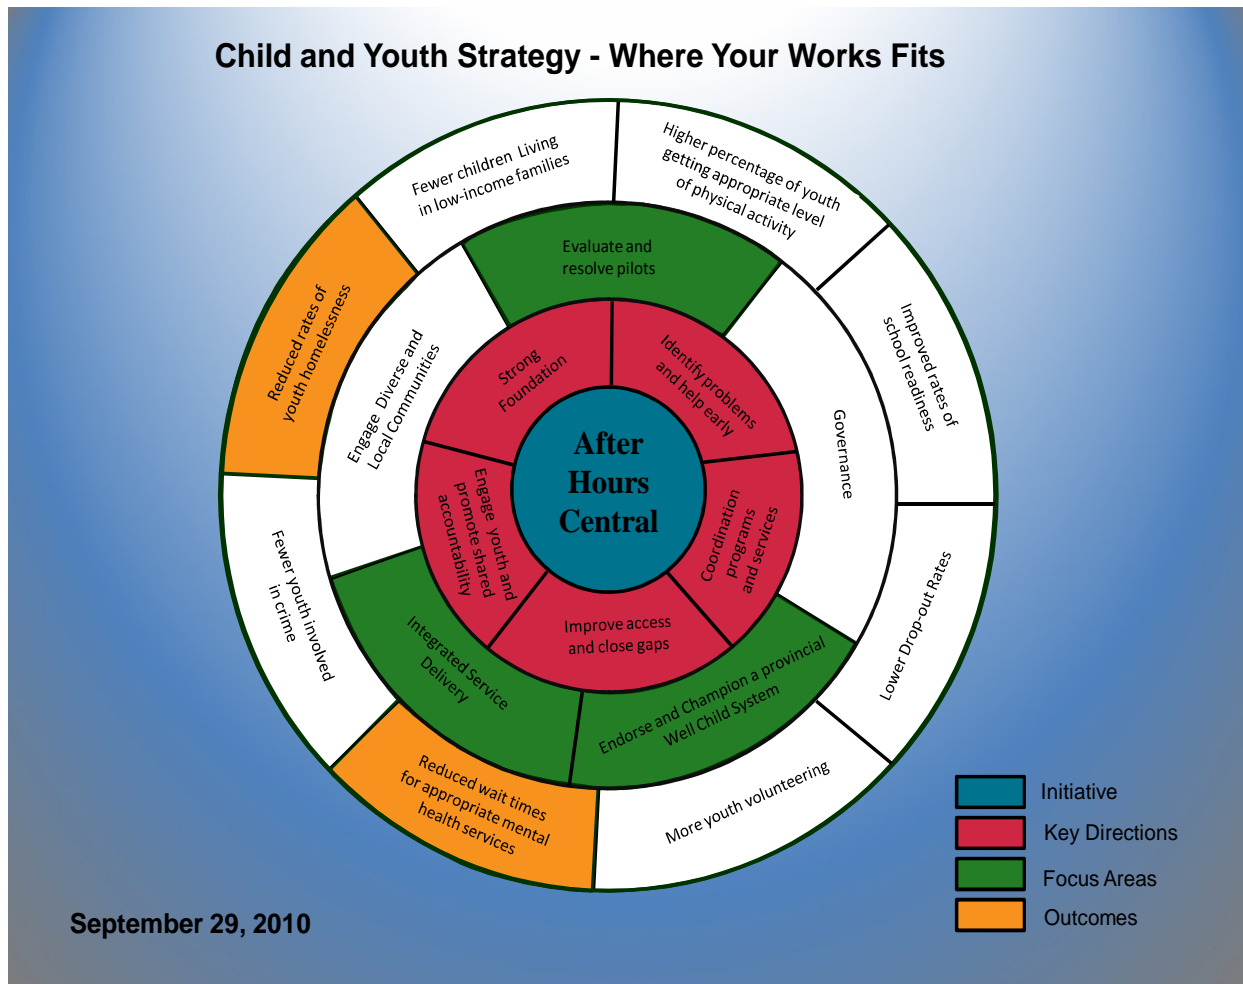 Child and Youth Strategy - Where Your Works Fits
Fewer children Living
in low-income families
Higher percentage of youth
getting appropriate level
of physical activity
Improved rates of
school readiness
Lower Drop-out Rates
More youth volunteering
Reduced wait times
for appropriate mental
health services
Fewer youth involved
in crime
Reduced rates of
youth homelessness
Evaluate and
resolve pilots
Governance
Endorse and Champion a provincial
Well Child System
Integrated Service
Delivery
Engage Diverse and
Local Communities
Strong
Foundation
Identify problems
and help early
Coordination
programs
and services
Improve access
and close gaps
Engage youth and
promote shared
accountability
After
Hours
Central
Initiative
Key Directions
Focus Areas
Outcomes
September 29, 2010